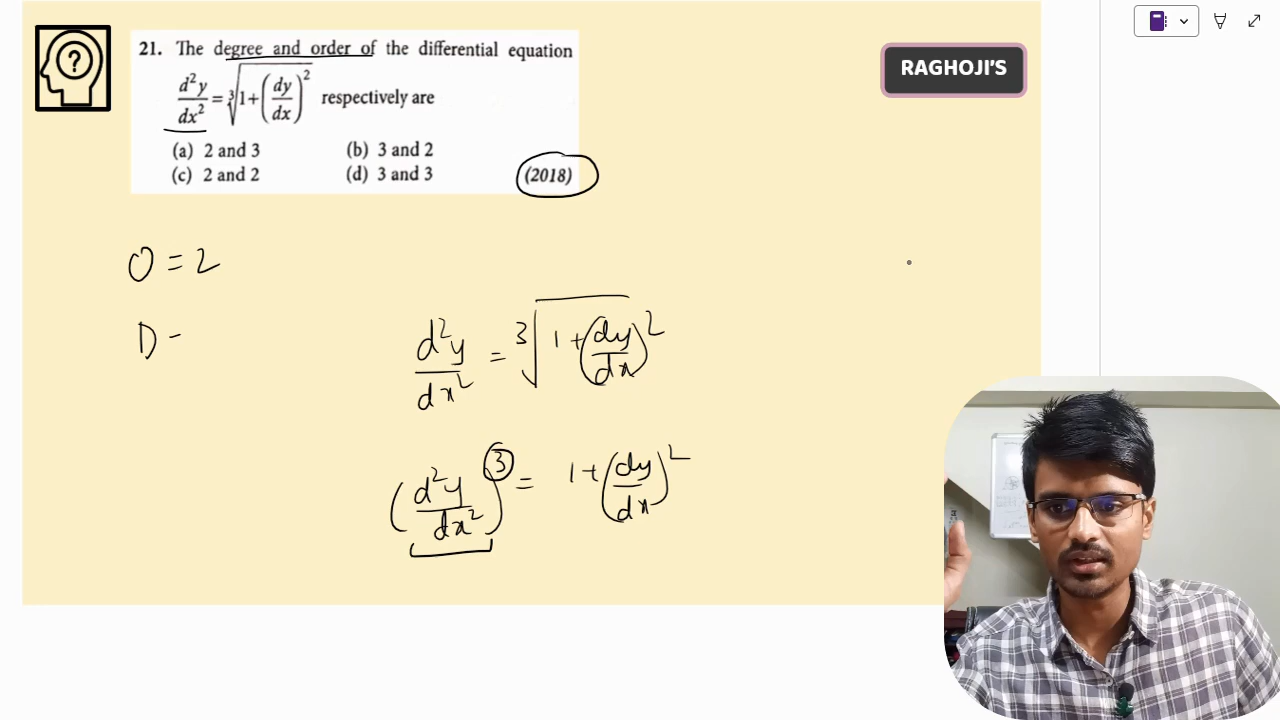 21. The degree and order of the differential equation
d²y/dx² = ∛1+(dy/dx)² respectively are
(a) 2 and 3 (b) 3 and 2
(c) 2 and 2 (d) 3 and 3 (2018)
RAGHOJI'S
?
O = 2
D -
d²y/dx² = ∛1+(dy/dx)²
(d²y/dx²)³ = 1+(dy/dx)²